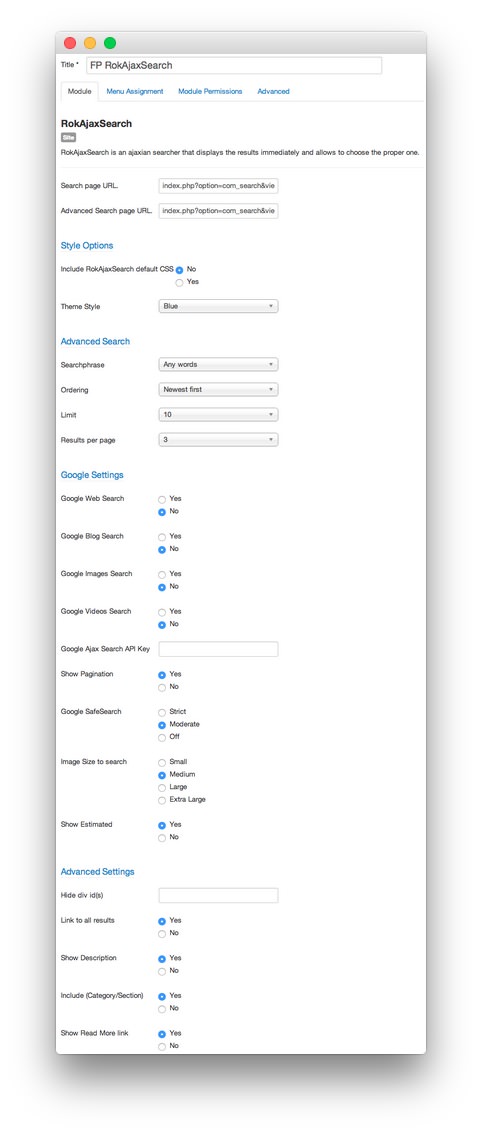 Title * FP RokAjaxSearch
Module Menu Assignment Module Permissions Advanced
RokAjaxSearch
Site
RokAjaxSearch is an ajaxian searcher that displays the results immediately and allows to choose the proper one.
Search page URL. index.php?option=com_search&vie
Advanced Search page URL. index.php?option=com_search&vie
Style Options
Include RokAjaxSearch default CSS No
Yes
Theme Style Blue
Advanced Search
Searchphrase Any words
Ordering Newest first
Limit 10
Results per page 3
Google Settings
Google Web Search Yes
No
Google Blog Search Yes
No
Google Images Search Yes
No
Google Videos Search Yes
No
Google Ajax Search API Key
Show Pagination Yes
No
Google SafeSearch Strict
Moderate
Off
Image Size to search Small
Medium
Large
Extra Large
Show Estimated Yes
No
Advanced Settings
Hide div id(s)
Link to all results Yes
No
Show Description Yes
No
Include (Category/Section) Yes
No
Show Read More link Yes
No